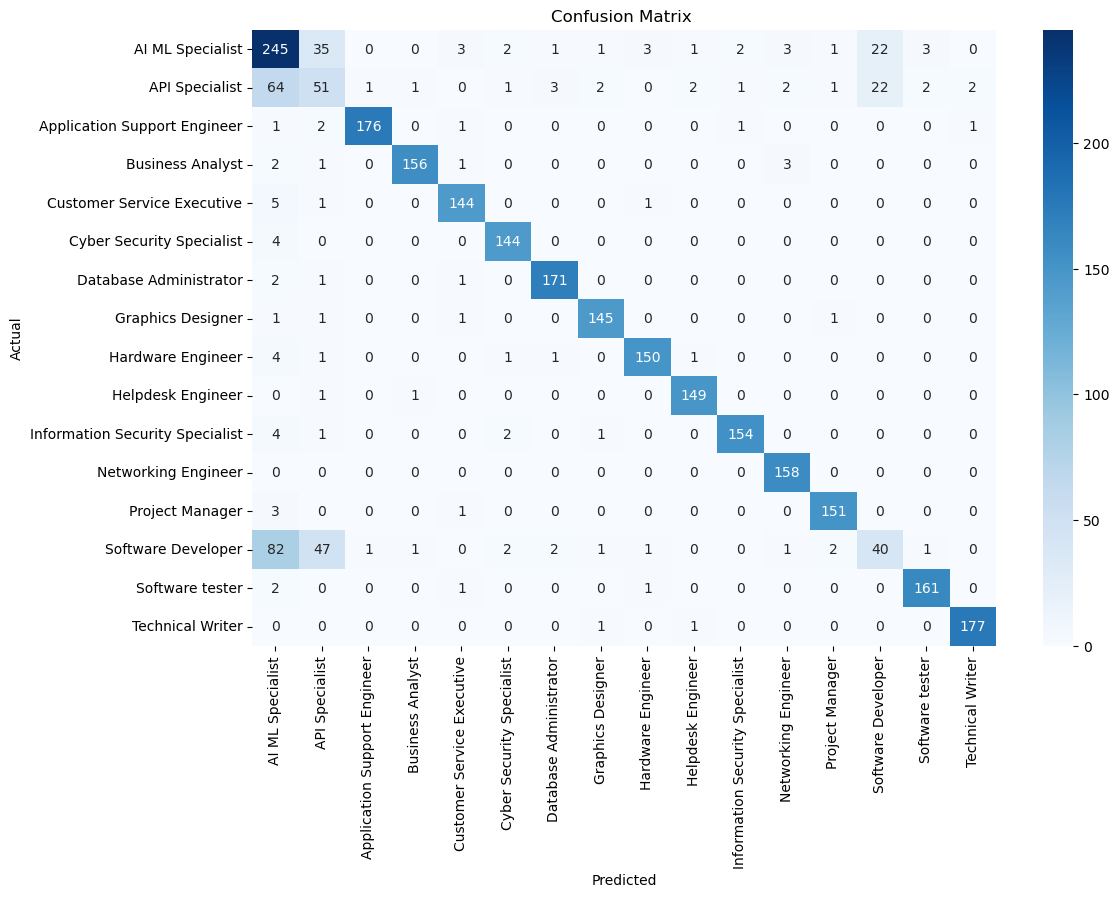 Confusion Matrix
Actual
AI ML Specialist 245 35 0 0 3 2 1 1 3 1 2 3 1 22 3 0
API Specialist 64 51 1 1 0 1 3 2 0 2 1 2 1 22 2 2
Application Support Engineer 1 2 176 0 1 0 0 0 0 0 1 0 0 0 0 1
Business Analyst 2 1 0 156 1 0 0 0 0 0 0 3 0 0 0 0
Customer Service Executive 5 1 0 0 144 0 0 0 1 0 0 0 0 0 0 0
Cyber Security Specialist 4 0 0 0 0 144 0 0 0 0 0 0 0 0 0 0
Database Administrator 2 1 0 0 1 0 171 0 0 0 0 0 0 0 0 0
Graphics Designer 1 1 0 0 1 0 0 145 0 0 0 0 1 0 0 0
Hardware Engineer 4 1 0 0 0 1 1 0 150 1 0 0 0 0 0 0
Helpdesk Engineer 0 1 0 1 0 0 0 0 0 149 0 0 0 0 0 0
Information Security Specialist 4 1 0 0 0 2 0 1 0 0 154 0 0 0 0 0
Networking Engineer 0 0 0 0 0 0 0 0 0 0 0 158 0 0 0 0
Project Manager 3 0 0 0 1 0 0 0 0 0 0 0 151 0 0 0
Software Developer 82 47 1 1 0 2 2 1 1 0 0 1 2 40 1 0
Software tester 2 0 0 0 1 0 0 0 1 0 0 0 0 0 161 0
Technical Writer 0 0 0 0 0 0 0 1 0 1 0 0 0 0 0 177
AI ML Specialist
API Specialist
Application Support Engineer
Business Analyst
Customer Service Executive
Cyber Security Specialist
Database Administrator
Graphics Designer
Hardware Engineer
Helpdesk Engineer
Information Security Specialist
Networking Engineer
Project Manager
Software Developer
Software tester
Technical Writer
Predicted
200
150
100
50
0